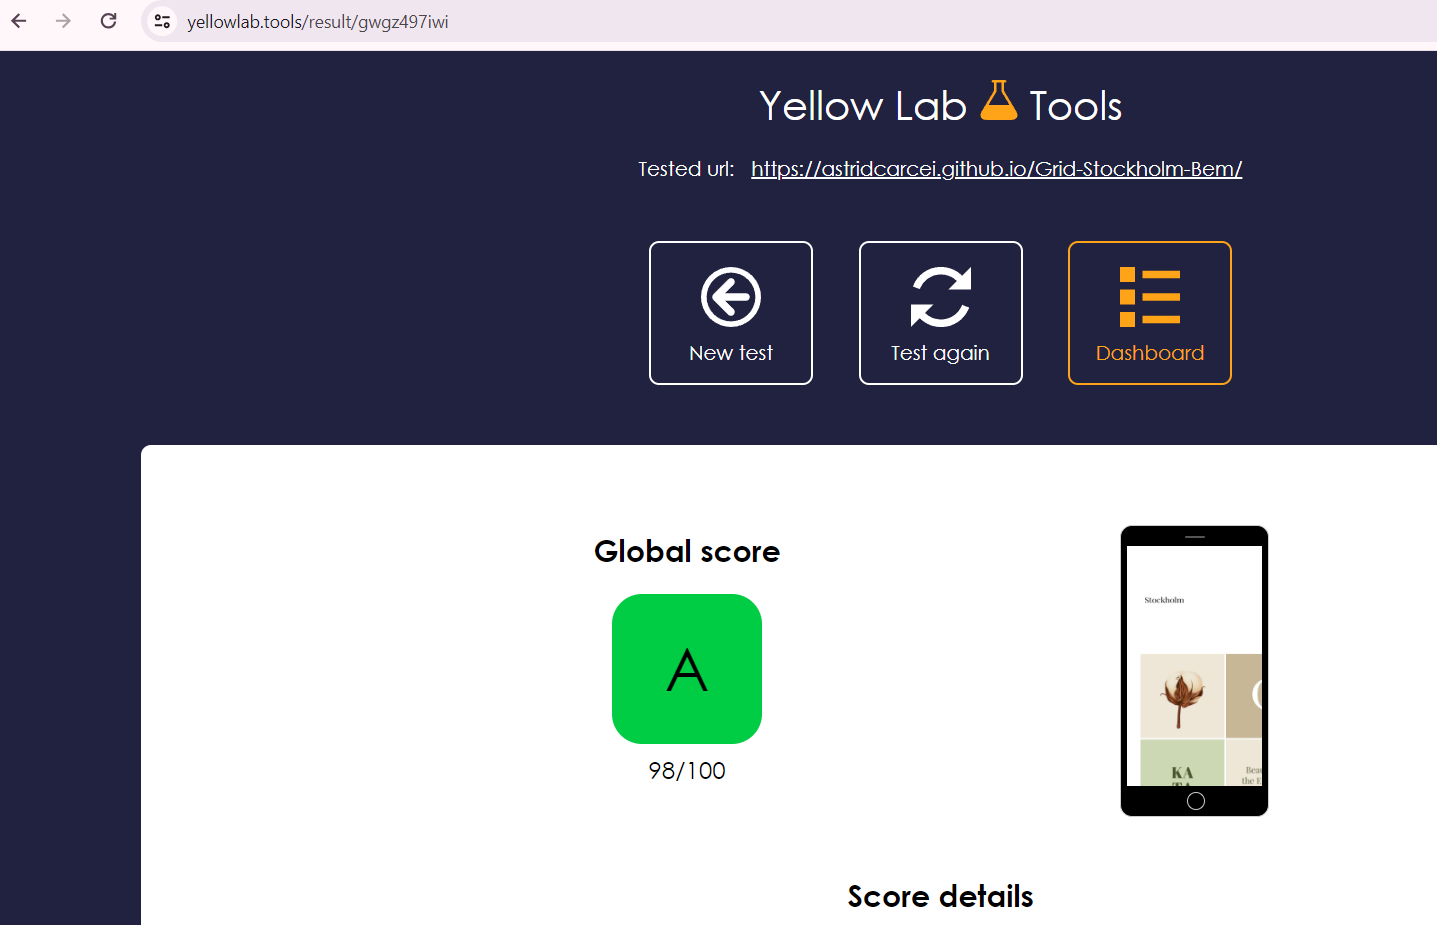 yellowlab.tools/result/gwgz497iwi
Yellow Lab Tools
Tested url: https://astridcarcei.github.io/Grid-Stockholm-Bem/
New test
Test again
Dashboard
Global score
A
98/100
Stockholm
KA
Score details